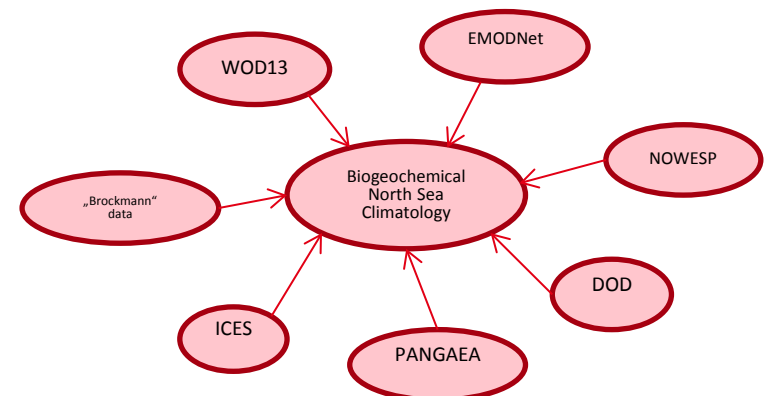 EMODNet
WOD13
NOWESP
Biogeochemical
North Sea
Climatology
„Brockmann“
data
DOD
ICES
PANGAEA